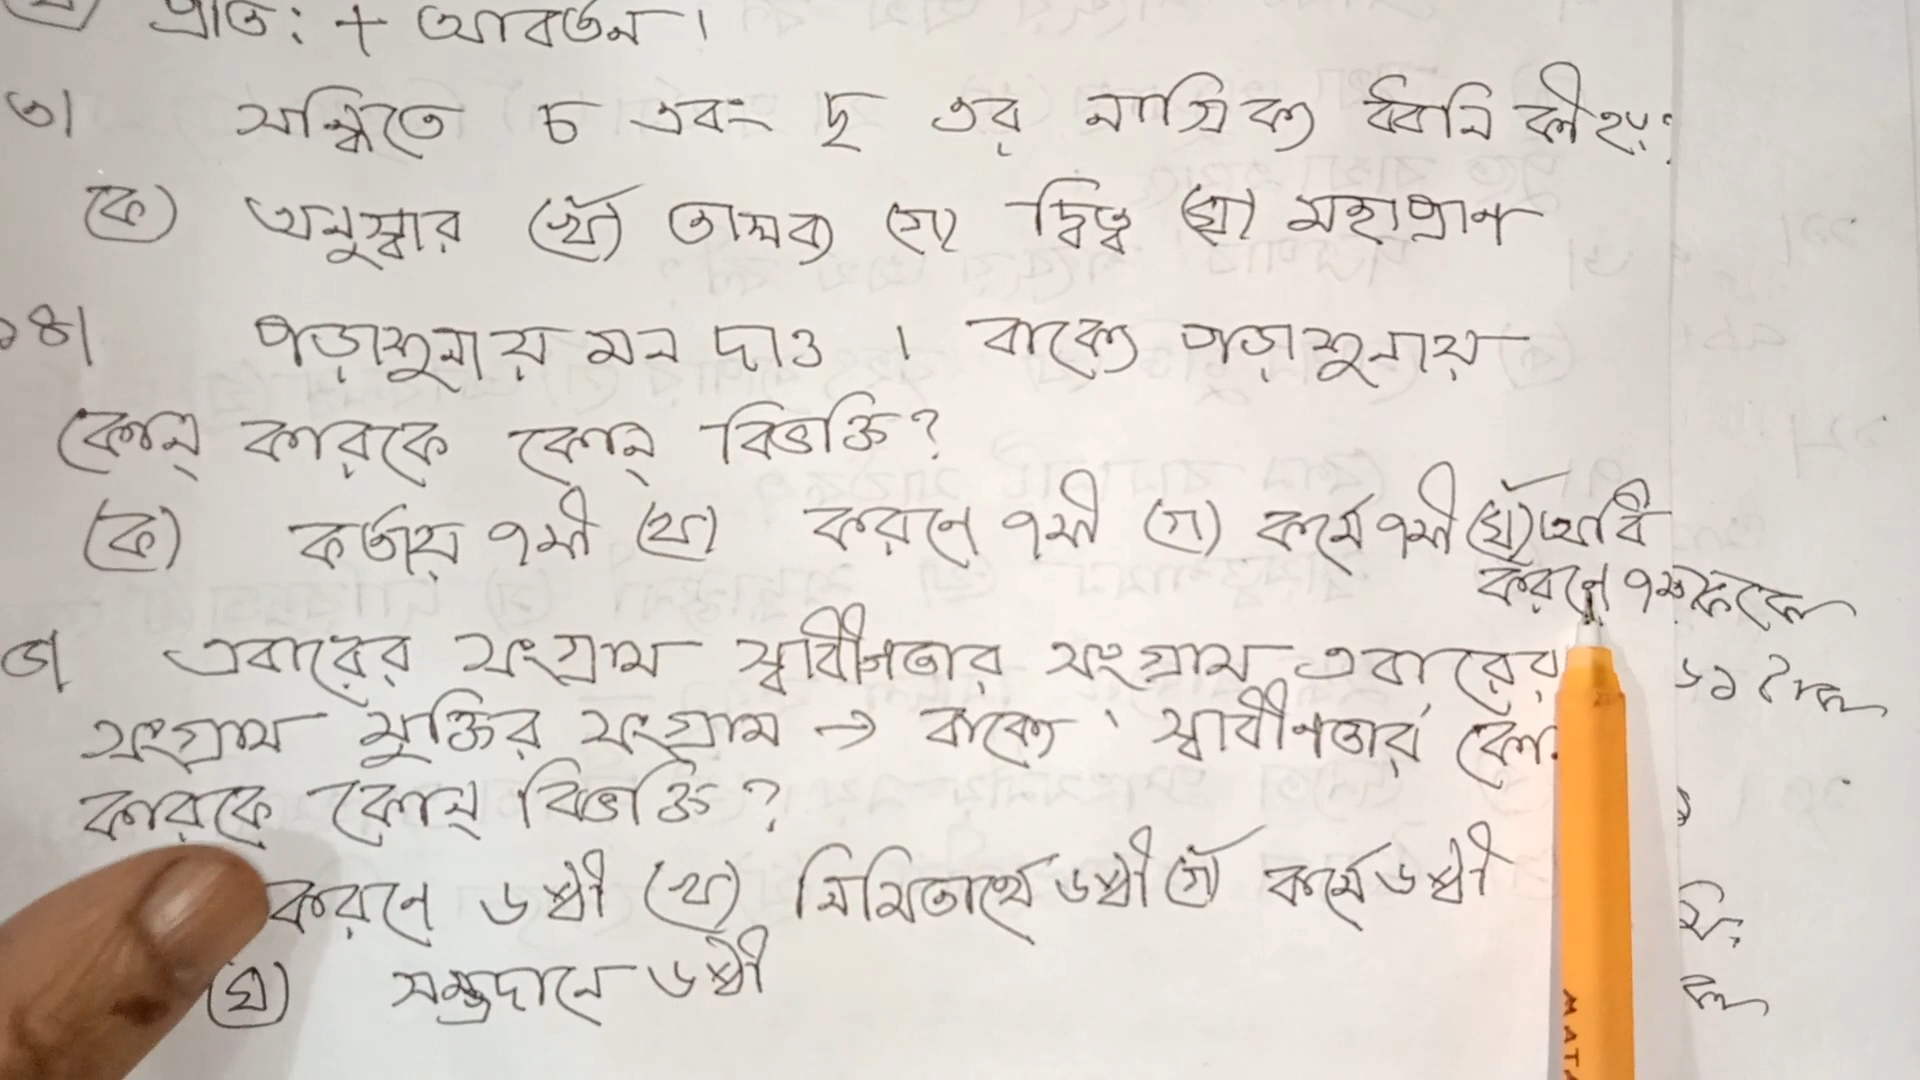 প্রতি: + আবর্তন।
৩। সন্ধিতে চ এবং ছ এর নাসিক্য ধ্বনি কী হয়?
(ক) অনুস্বার (খ) তালব্য (গ) দ্বিত্ব (ঘ) মহাপ্রাণ
১৪। পড়াশুনায় মন দাও । বাক্যে পড়াশুনায়
কোন্ কারকে কোন্ বিভক্তি?
(ক) কর্তায় ৭মী (খ) করণে ৭মী (গ) কর্মে ৭মী (ঘ) অধি
করণে ৭মী
৫। এবারের সংগ্রাম স্বাধীনতার সংগ্রাম এবারের
সংগ্রাম মুক্তির সংগ্রাম → বাক্যে 'স্বাধীনতার
কারকে কোন্ বিভক্তি?
করণে ৬ষ্ঠী (খ) নিমিত্তার্থে ৬ষ্ঠী (গ) কর্মে ৬ষ্ঠী
(ঘ) সম্প্রদানে ৬ষ্ঠী